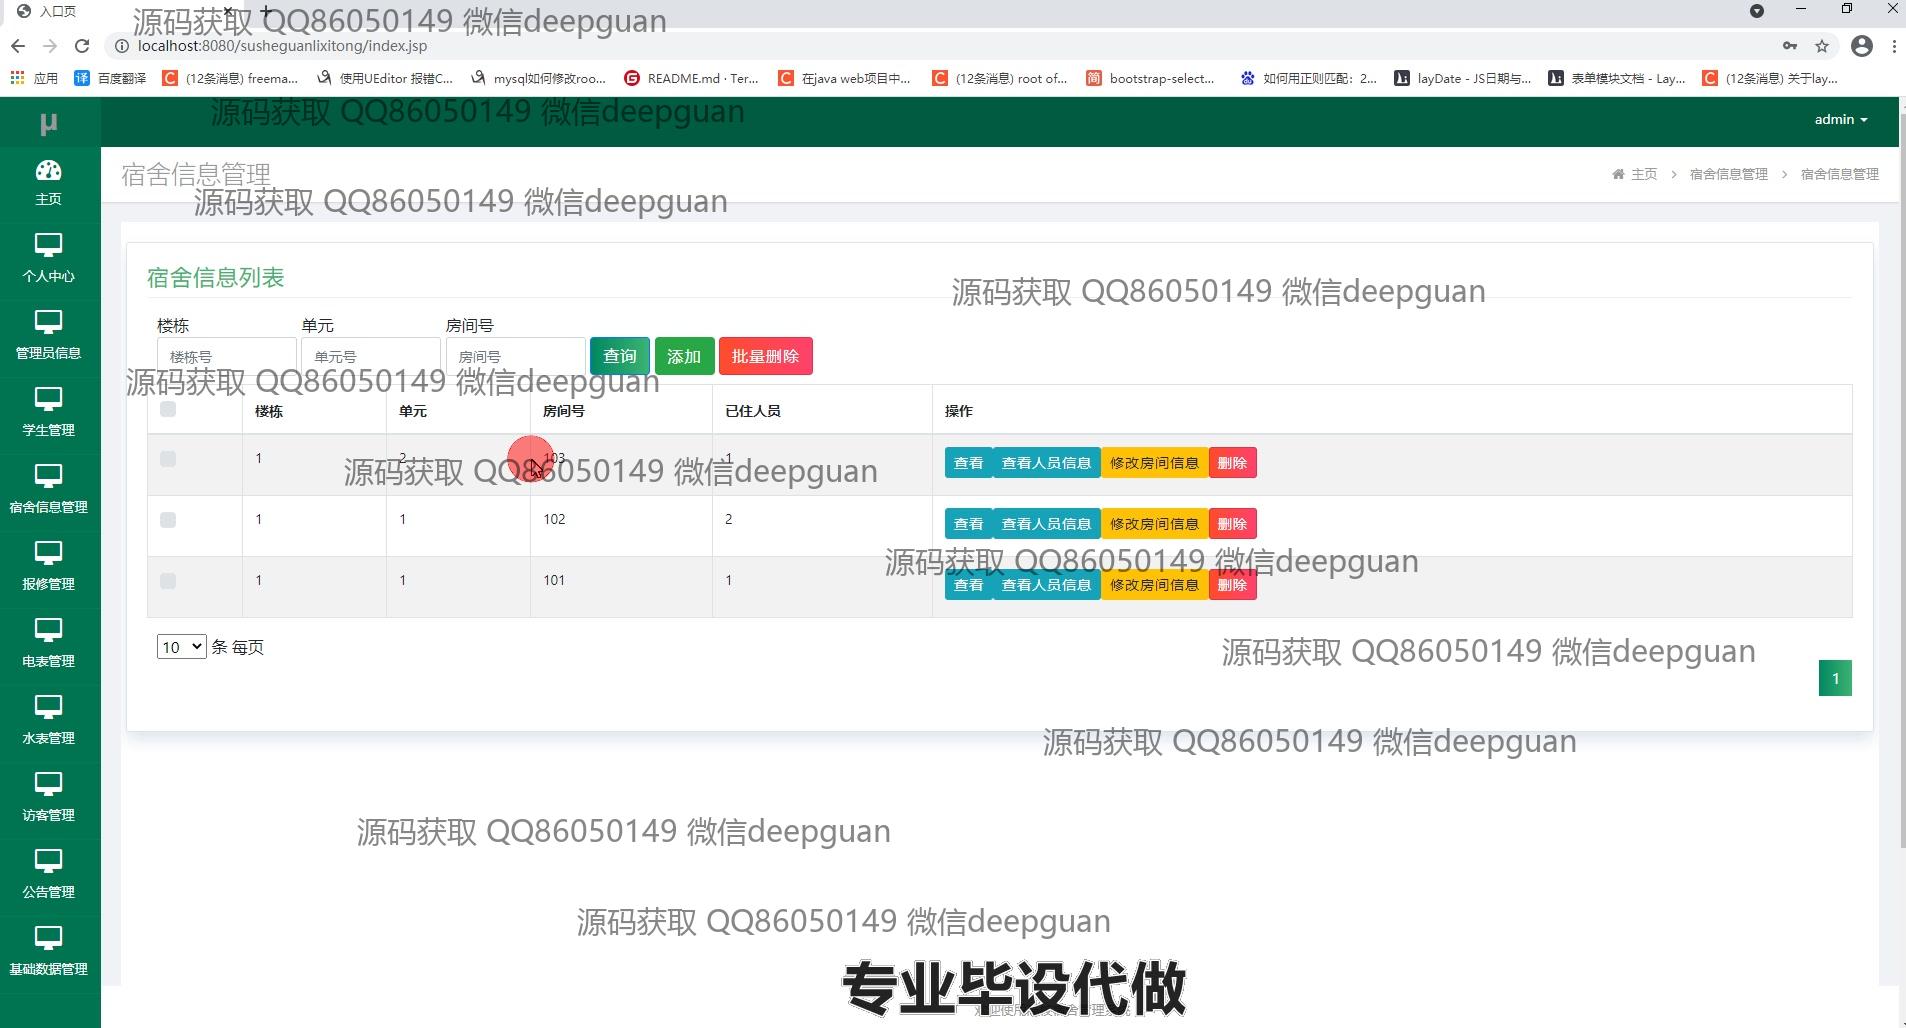 入口页
源码获取 QQ86050149 微信deepguan
localhost:8080/susheguanlixitong/index.jsp
应用 百度翻译 (12条消息) freema... 使用UEditor 报错C... mysql如何修改roo... README.md · Ter... 在java web项目中... (12条消息) root of... bootstrap-select... 如何用正则匹配：2... layDate - JS日期与... 表单模块文档 - Lay... (12条消息) 关于lay...
源码获取 QQ86050149 微信deepguan
μ
admin
主页
个人中心
管理员信息
学生管理
宿舍信息管理
报修管理
电表管理
水表管理
访客管理
公告管理
基础数据管理
宿舍信息管理
主页 > 宿舍信息管理 > 宿舍信息管理
源码获取 QQ86050149 微信deepguan
宿舍信息列表
源码获取 QQ86050149 微信deepguan
楼栋 单元 房间号
楼栋号 单元号 房间号 查询 添加 批量删除
源码获取 QQ86050149 微信deepguan
楼栋 单元 房间号 已住人员 操作
1 2 103 1 查看 查看人员信息 修改房间信息 删除
源码获取 QQ86050149 微信deepguan
1 1 102 2 查看 查看人员信息 修改房间信息 删除
源码获取 QQ86050149 微信deepguan
1 1 101 1 查看 查看人员信息 修改房间信息 删除
10 条 每页
源码获取 QQ86050149 微信deepguan
1
源码获取 QQ86050149 微信deepguan
源码获取 QQ86050149 微信deepguan
源码获取 QQ86050149 微信deepguan
专业毕设代做